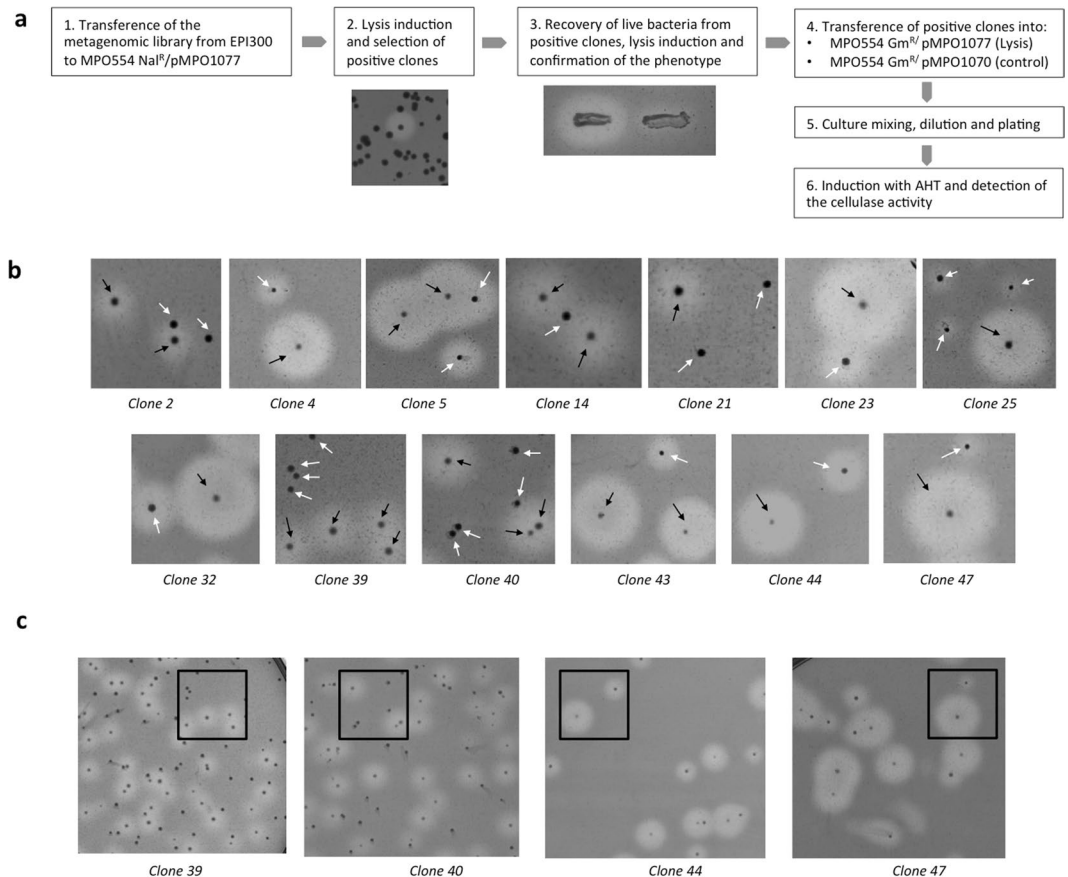 a
1. Transference of the
metagenomic library from EPI300
to MPO554 Nalᴿ/pMPO1077
2. Lysis induction
and selection of
positive clones
3. Recovery of live bacteria from
positive clones, lysis induction and
confirmation of the phenotype
4. Transference of positive clones into:
• MPO554 Gmᴿ/ pMPO1077 (Lysis)
• MPO554 Gmᴿ/ pMPO1070 (control)
5. Culture mixing, dilution and plating
6. Induction with AHT and detection of
the cellulase activity
b
Clone 2
Clone 4
Clone 5
Clone 14
Clone 21
Clone 23
Clone 25
Clone 32
Clone 39
Clone 40
Clone 43
Clone 44
Clone 47
c
Clone 39
Clone 40
Clone 44
Clone 47